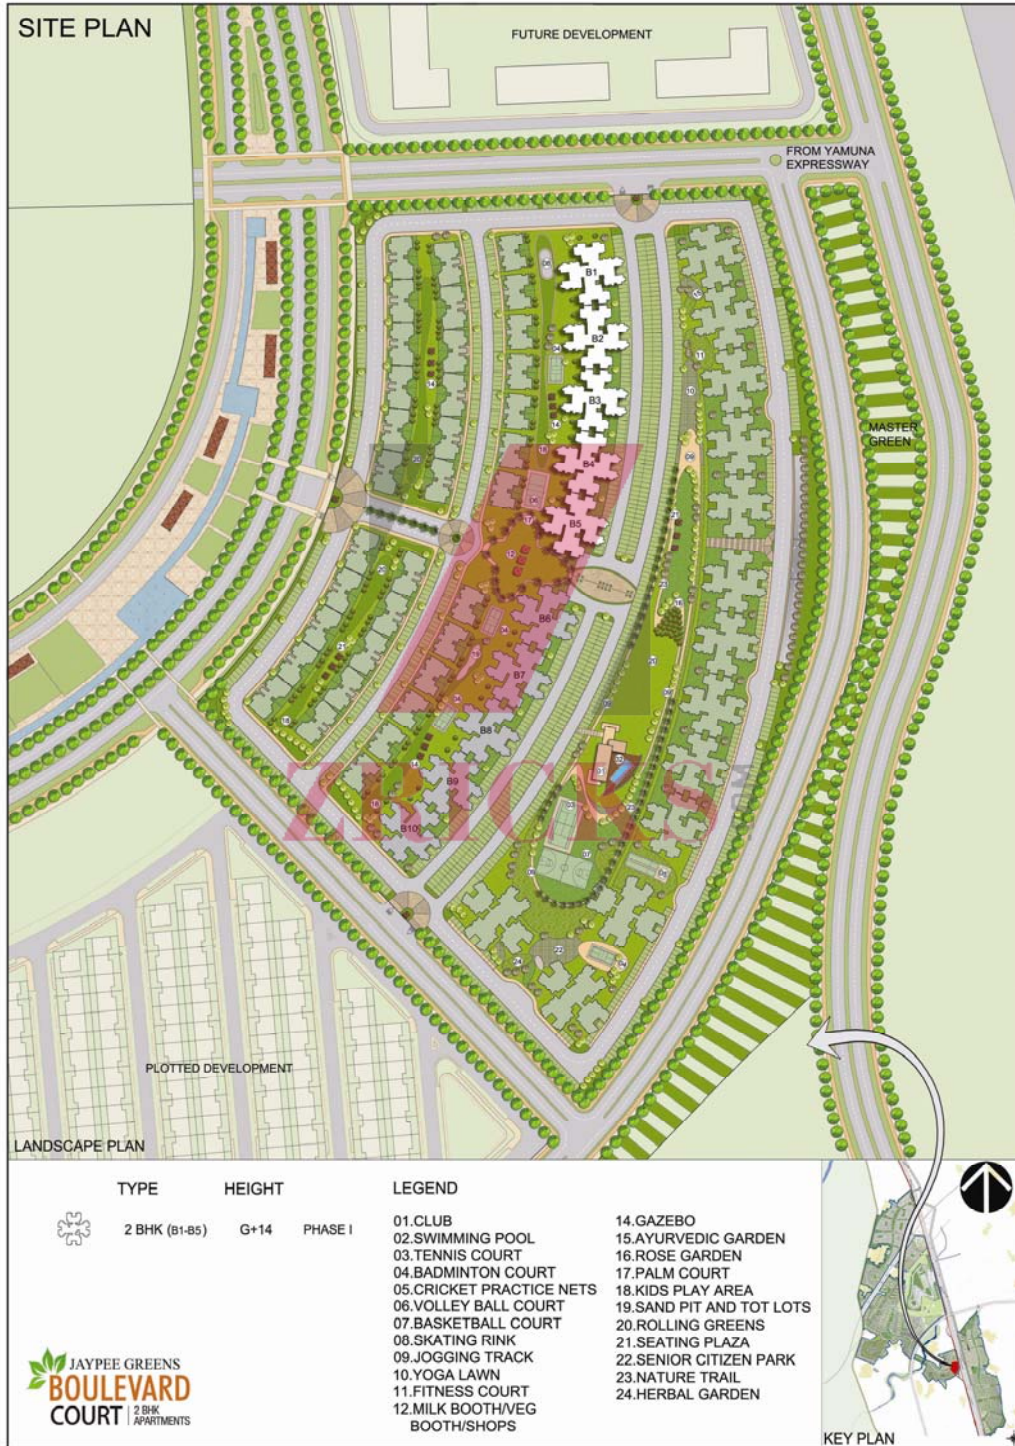 SITE PLAN
FUTURE DEVELOPMENT
FROM YAMUNA
EXPRESSWAY
B1
B2
B3
MASTER
GREEN
B4
B5
B6
B7
B8
B9
B10
ZRICKS
.COM
PLOTTED DEVELOPMENT
LANDSCAPE PLAN
TYPE HEIGHT
2 BHK (B1-B5) G+14 PHASE I
LEGEND
01.CLUB
02.SWIMMING POOL
03.TENNIS COURT
04.BADMINTON COURT
05.CRICKET PRACTICE NETS
06.VOLLEY BALL COURT
07.BASKETBALL COURT
08.SKATING RINK
09.JOGGING TRACK
10.YOGA LAWN
11.FITNESS COURT
12.MILK BOOTH/VEG
BOOTH/SHOPS
14.GAZEBO
15.AYURVEDIC GARDEN
16.ROSE GARDEN
17.PALM COURT
18.KIDS PLAY AREA
19.SAND PIT AND TOT LOTS
20.ROLLING GREENS
21.SEATING PLAZA
22.SENIOR CITIZEN PARK
23.NATURE TRAIL
24.HERBAL GARDEN
JAYPEE GREENS
BOULEVARD
COURT 2 BHK
APARTMENTS
KEY PLAN